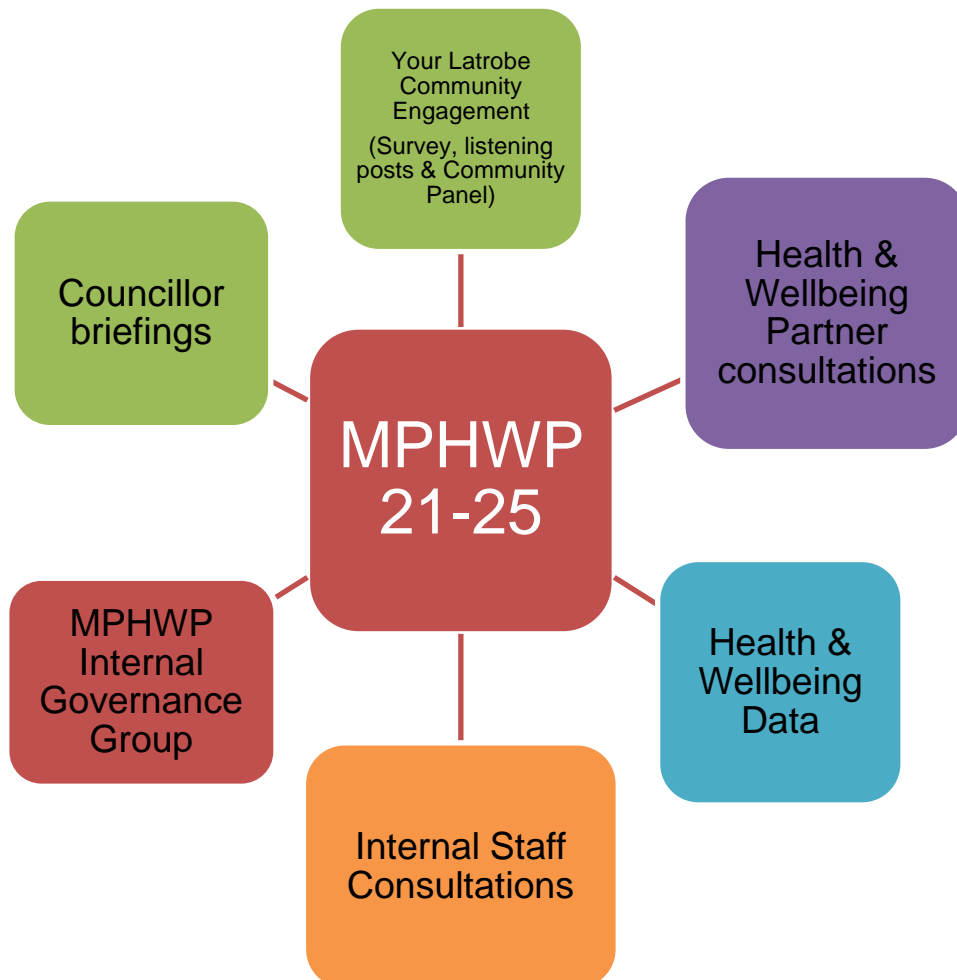 Your Latrobe
Community
Engagement
(Survey, listening
posts & Community
Panel)
Health &
Wellbeing
Partner
consultations
Councillor
briefings
MPHWP
21-25
MPHWP
Internal
Governance
Group
Health &
Wellbeing
Data
Internal Staff
Consultations